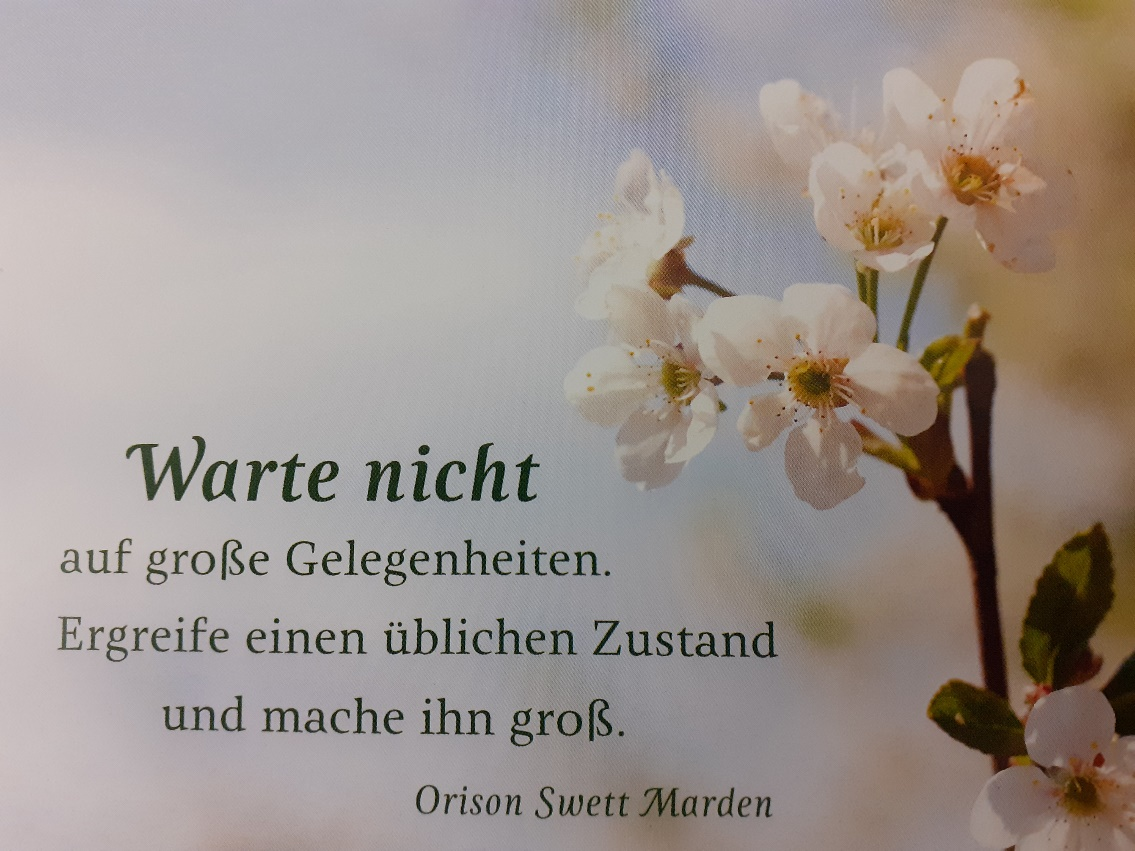 Warte nicht
auf große Gelegenheiten.
Ergreife einen üblichen Zustand
und mache ihn groß.
Orison Swett Marden